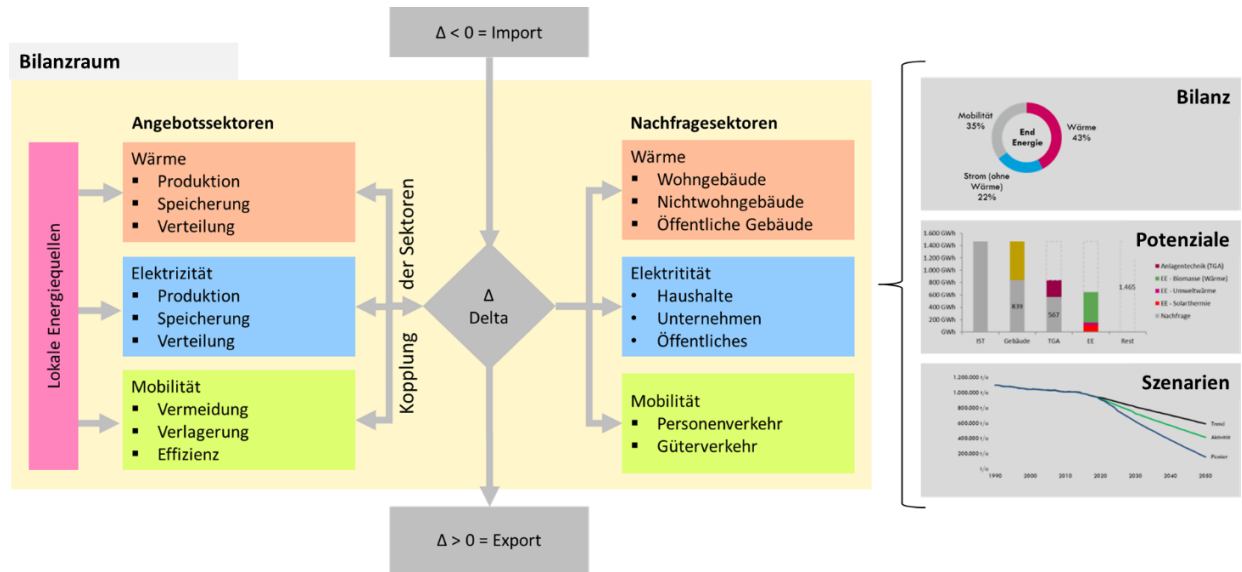 Δ < 0 = Import
Bilanzraum
Angebotssektoren
Lokale Energiequellen
Wärme
▪ Produktion
▪ Speicherung
▪ Verteilung
Elektrizität
▪ Produktion
▪ Speicherung
▪ Verteilung
Mobilität
▪ Vermeidung
▪ Verlagerung
▪ Effizienz
Kopplung der Sektoren
Δ
Delta
Nachfragesektoren
Wärme
▪ Wohngebäude
▪ Nichtwohngebäude
▪ Öffentliche Gebäude
Elektritität
• Haushalte
• Unternehmen
• Öffentliches
Mobilität
▪ Personenverkehr
▪ Güterverkehr
Δ > 0 = Export
Bilanz
Mobilität
35%
End
Energie
Wärme
43%
Strom (ohne
Wärme)
22%
Potenziale
1.600 GWh
1.400 GWh
1.200 GWh
1.000 GWh
800 GWh
600 GWh
400 GWh
200 GWh
GWh
839
567
1.465
IST Gebäude TGA EE Rest
Anlagentechnik (TGA)
EE - Biomasse (Wärme)
EE - Umweltwärme
EE - Solarthermie
Nachfrage
Szenarien
1.200.000 t/a
1.000.000 t/a
800.000 t/a
600.000 t/a
400.000 t/a
200.000 t/a
t/a
1990 2000 2010 2020 2030 2040 2050
Trend
Aktivität
Pionier